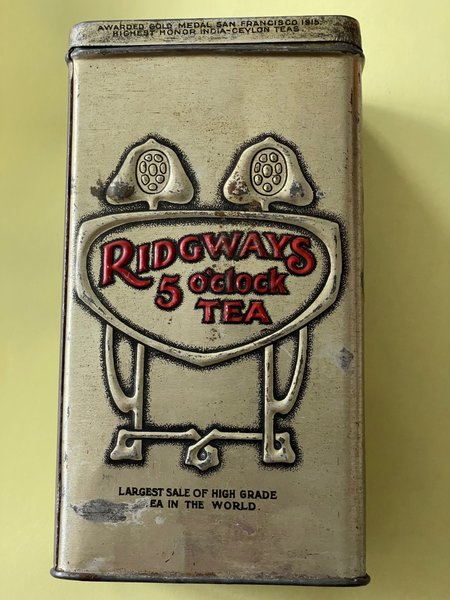 AWARDED GOLD MEDAL SAN FRANCISCO 1915.
HIGHEST HONOR INDIA-CEYLON TEAS
RIDGWAYS
5 o'clock
TEA
LARGEST SALE OF HIGH GRADE
EA IN THE WORLD.